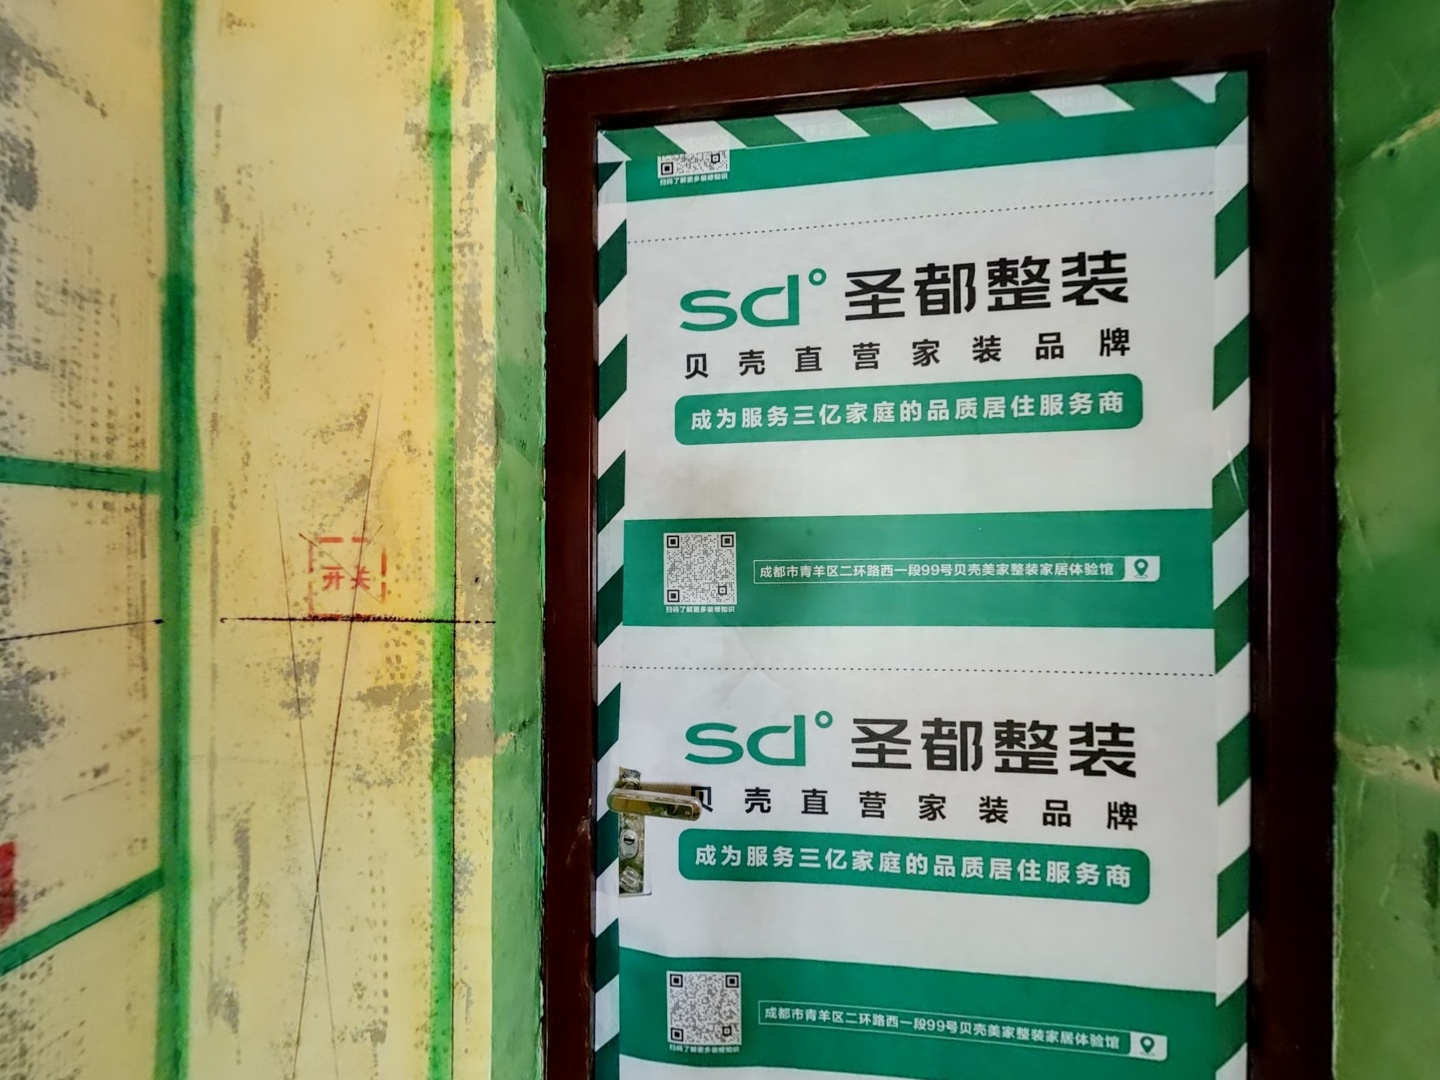 扫码了解更多装修知识
sd° 圣都整装
贝壳直营家装品牌
成为服务三亿家庭的品质居住服务商
成都市青羊区二环路西一段99号贝壳美家整装家居体验馆
扫码了解更多装修知识
开关
sd° 圣都整装
贝壳直营家装品牌
成为服务三亿家庭的品质居住服务商
成都市青羊区二环路西一段99号贝壳美家整装家居体验馆
扫码了解更多装修知识